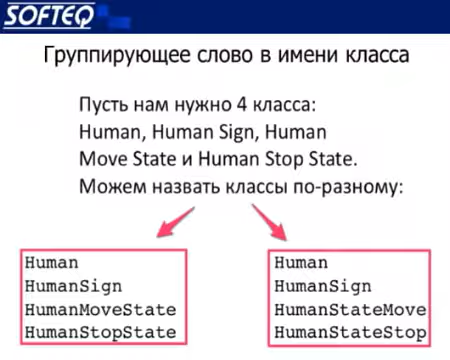 SOFTEQ
Группирующее слово в имени класса
Пусть нам нужно 4 класса:
Human, Human Sign, Human
Move State и Human Stop State.
Можем назвать классы по-разному:
Human
HumanSign
HumanMoveState
HumanStopState
Human
HumanSign
HumanStateMove
HumanStateStop